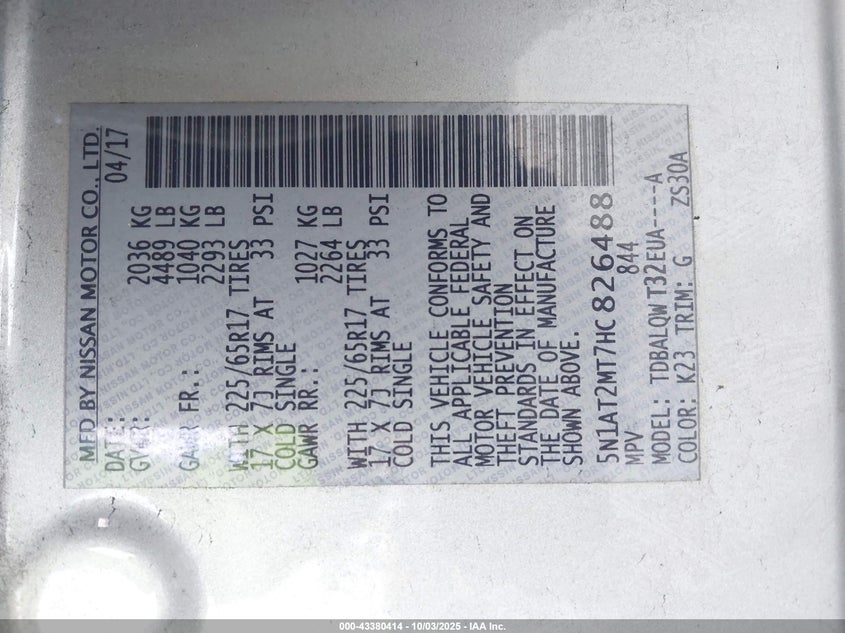 MFD BY NISSAN MOTOR CO., LTD.
DATE: 04/17
GVWR: 2036 KG
4489 LB
GAWR FR.: 1040 KG
2293 LB
WITH 225/65R17 TIRES
17 X 7J RIMS AT 33 PSI
COLD SINGLE
GAWR RR.: 1027 KG
2264 LB
WITH 225/65R17 TIRES
17 X 7J RIMS AT 33 PSI
COLD SINGLE
THIS VEHICLE CONFORMS TO
ALL APPLICABLE FEDERAL
MOTOR VEHICLE SAFETY AND
THEFT PREVENTION
STANDARDS IN EFFECT ON
THE DATE OF MANUFACTURE
SHOWN ABOVE.
5N1AT2MT7HC826488
MPV 844
MODEL: TDBALQWT32EUA----A
COLOR: K23 TRIM: G ZS30A
000-43380414 - 10/03/2025 - IAA Inc.